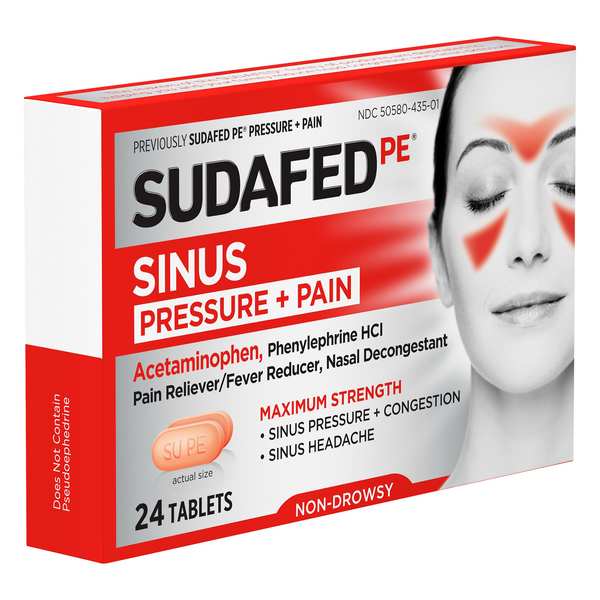 PREVIOUSLY SUDAFED PE® PRESSURE + PAIN
NDC 50580-435-01
SUDAFED PE®
SINUS
PRESSURE + PAIN
Acetaminophen, Phenylephrine HCl
Pain Reliever/Fever Reducer, Nasal Decongestant
MAXIMUM STRENGTH
• SINUS PRESSURE + CONGESTION
• SINUS HEADACHE
SU PE
actual size
24 TABLETS
NON-DROWSY
Does Not Contain
Pseudoephedrine